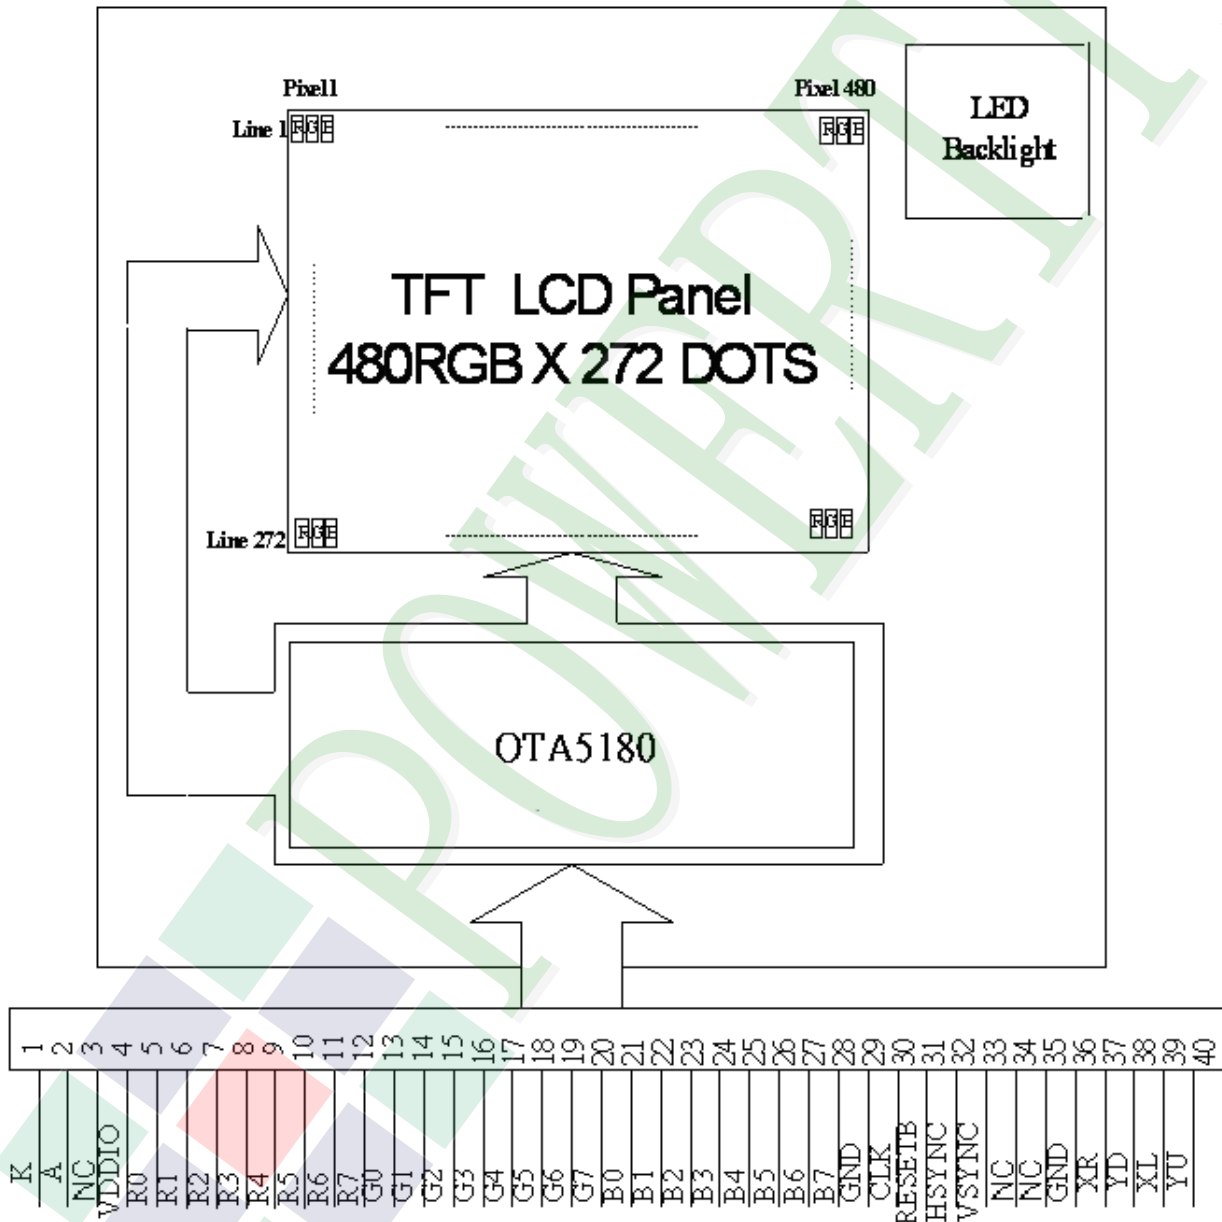 Pixel1
Pixel 480
LED
Backlight
Line 1
RGB
RGB
TFT LCD Panel
480RGB X 272 DOTS
Line 272
RGB
RGB
OTA5180
1 2 3 4 5 6 7 8 9 10 11 12 13 14 15 16 17 18 19 20 21 22 23 24 25 26 27 28 29 30 31 32 33 34 35 36 37 38 39 40
K A NC VDDIO R0 R1 R2 R3 R4 R5 R6 R7 G0 G1 G2 G3 G4 G5 G6 G7 B0 B1 B2 B3 B4 B5 B6 B7 GND CLK RESETB HSYNC VSYNC NC NC GND XR YD XL YU